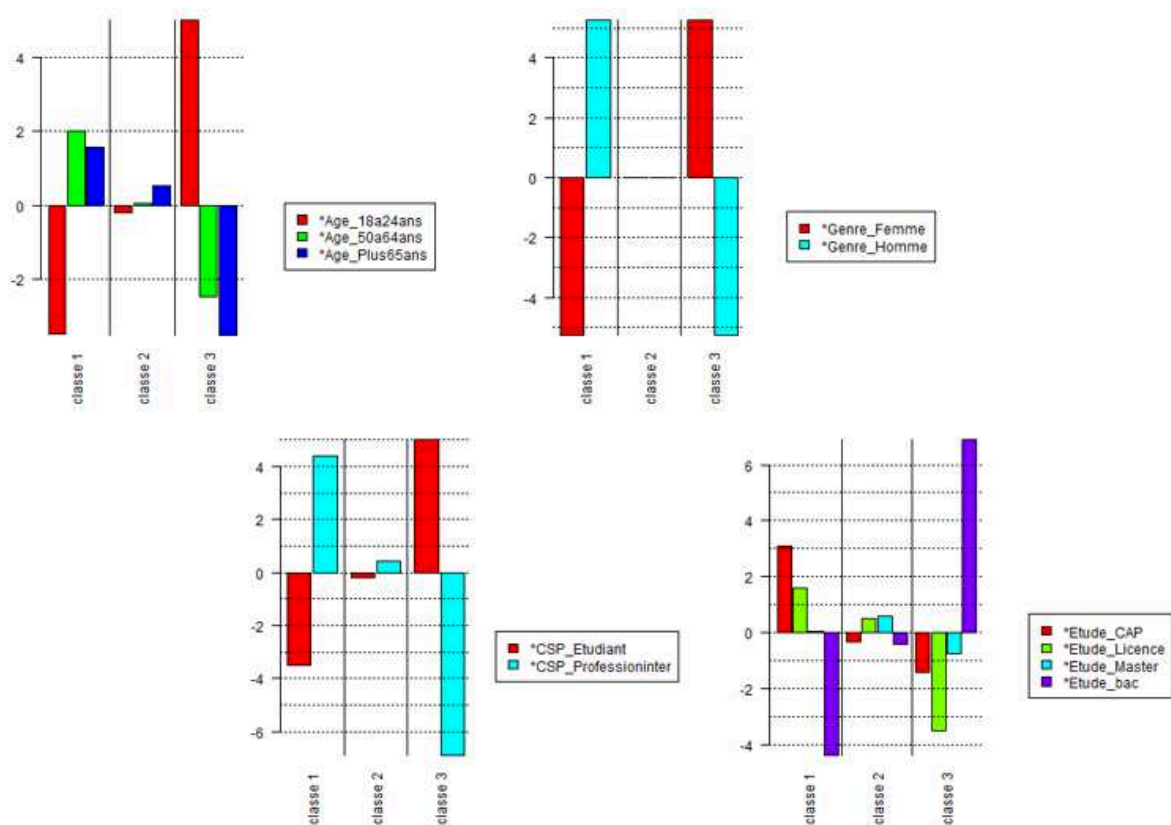 4
2
0
-2
classe 1
classe 2
classe 3
*Age_18a24ans
*Age_50a64ans
*Age_Plus65ans
4
2
0
-2
-4
classe 1
classe 2
classe 3
*Genre_Femme
*Genre_Homme
4
2
0
-2
-4
-6
classe 1
classe 2
classe 3
*CSP_Etudiant
*CSP_Professioninter
6
4
2
0
-2
-4
classe 1
classe 2
classe 3
*Etude_CAP
*Etude_Licence
*Etude_Master
*Etude_bac